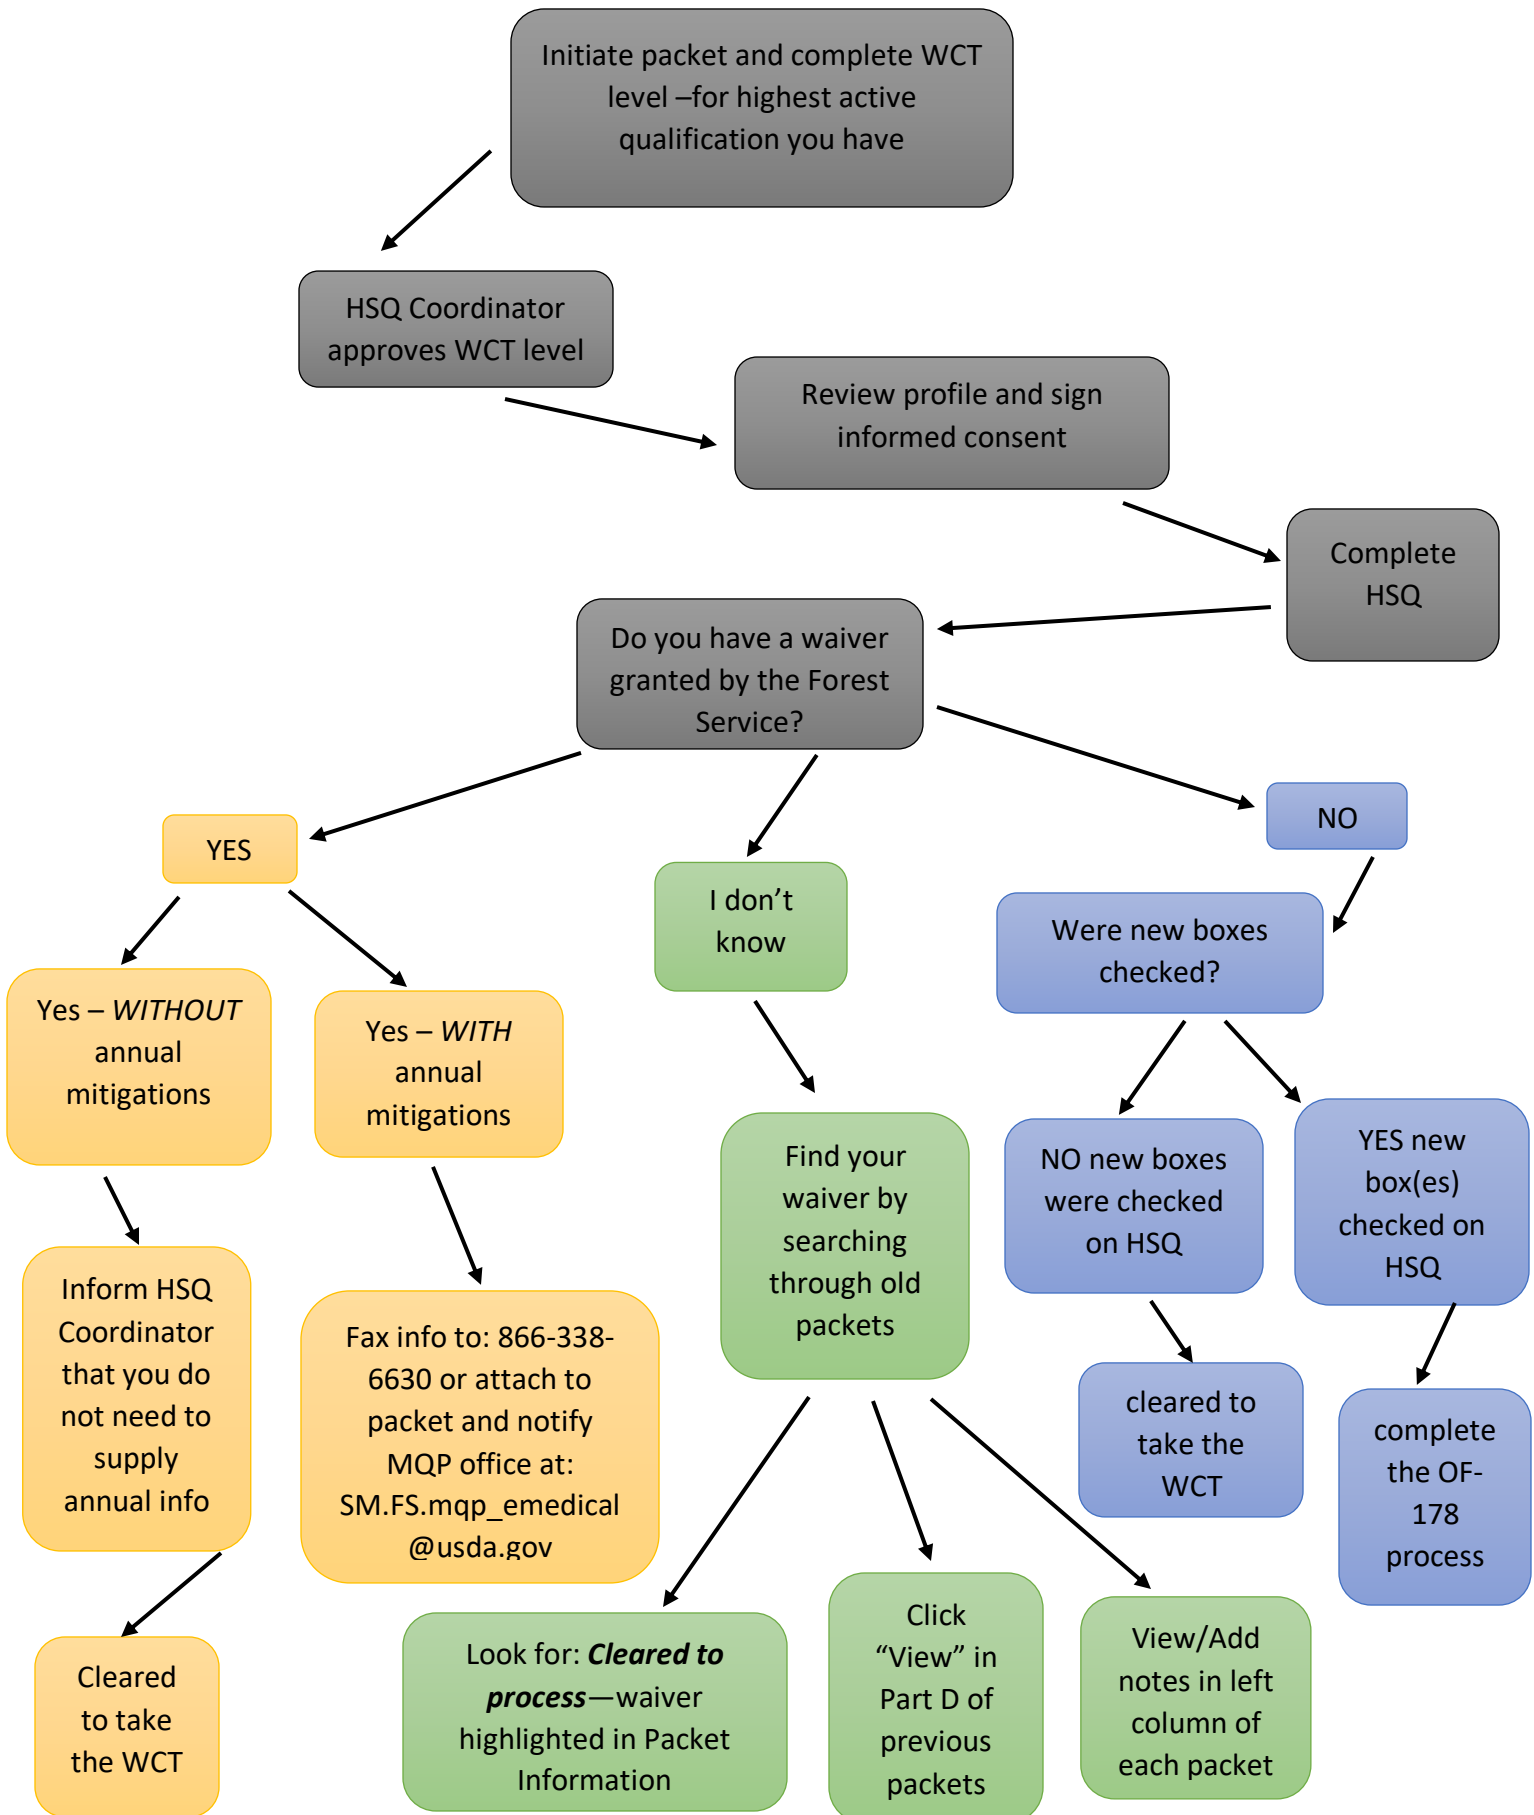 Initiate packet and complete WCT
level –for highest active
qualification you have
HSQ Coordinator
approves WCT level
Review profile and sign
informed consent
Complete
HSQ
Do you have a waiver
granted by the Forest
Service?
YES
I don’t
know
NO
Were new boxes
checked?
Yes – WITHOUT
annual
mitigations
Yes – WITH
annual
mitigations
Find your
waiver by
searching
through old
packets
NO new boxes
were checked
on HSQ
YES new
box(es)
checked on
HSQ
Inform HSQ
Coordinator
that you do
not need to
supply
annual info
Fax info to: 866-338-
6630 or attach to
packet and notify
MQP office at:
SM.FS.mqp_emedical
@usda.gov
cleared to
take the
WCT
complete
the OF-
178
process
Cleared
to take
the WCT
Look for: Cleared to
process—waiver
highlighted in Packet
Information
Click
“View” in
Part D of
previous
packets
View/Add
notes in left
column of
each packet